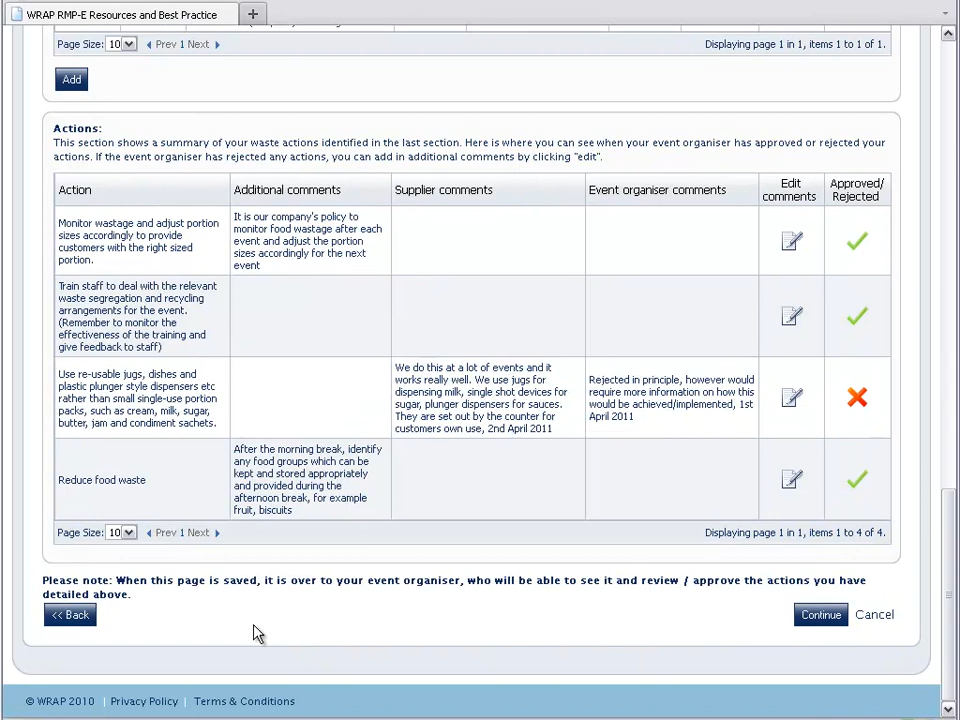 WRAP RMP-E Resources and Best Practice
Page Size: 10 Prev 1 Next Displaying page 1 in 1, items 1 to 1 of 1.
Add
Actions:
This section shows a summary of your waste actions identified in the last section. Here is where you can see when your event organiser has approved or rejected your
actions. If the event organiser has rejected any actions, you can add in additional comments by clicking "edit".
Action
Additional comments
Supplier comments
Event organiser comments
Edit
comments
Approved/
Rejected
Monitor wastage and adjust portion
sizes accordingly to provide
customers with the right sized
portion.
It is our company's policy to
monitor food wastage after each
event and adjust the portion
sizes accordingly for the next
event
Train staff to deal with the relevant
waste segregation and recycling
arrangements for the event.
(Remember to monitor the
effectiveness of the training and
give feedback to staff)
Use re-usable jugs, dishes and
plastic plunger style dispensers etc
rather than small single-use portion
packs, such as cream, milk, sugar,
butter, jam and condiment sachets.
We do this at a lot of events and it
works really well. We use jugs for
dispensing milk, single shot devices for
sugar, plunger dispensers for sauces.
They are set out by the counter for
customers own use, 2nd April 2011
Rejected in principle, however would
require more information on how this
would be achieved/implemented, 1st
April 2011
Reduce food waste
After the morning break, identify
any food groups which can be
kept and stored appropriately
and provided during the
afternoon break, for example
fruit, biscuits
Page Size: 10 Prev 1 Next Displaying page 1 in 1, items 1 to 4 of 4.
Please note: When this page is saved, it is over to your event organiser, who will be able to see it and review / approve the actions you have
detailed above.
<< Back
Continue Cancel
© WRAP 2010 | Privacy Policy | Terms & Conditions